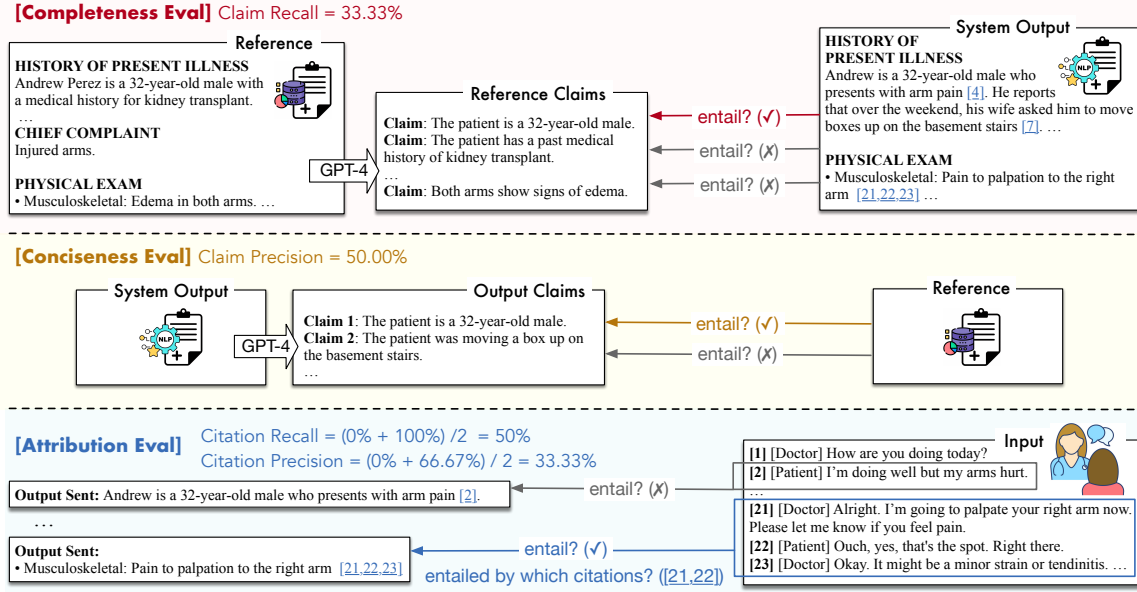 [Completeness Eval] Claim Recall = 33.33%
Reference
HISTORY OF PRESENT ILLNESS
Andrew Perez is a 32-year-old male with
a medical history for kidney transplant.
…
CHIEF COMPLAINT
Injured arms.
PHYSICAL EXAM
• Musculoskeletal: Edema in both arms. …
GPT-4
Reference Claims
Claim: The patient is a 32-year-old male.
Claim: The patient has a past medical
history of kidney transplant.
…
Claim: Both arms show signs of edema.
entail? (✓)
entail? (✗)
entail? (✗)
System Output
HISTORY OF
PRESENT ILLNESS
NLP
Andrew is a 32-year-old male who
presents with arm pain [4]. He reports
that over the weekend, his wife asked him to move
boxes up on the basement stairs [7]. …
PHYSICAL EXAM
• Musculoskeletal: Pain to palpation to the right
arm [21,22,23] …
[Conciseness Eval] Claim Precision = 50.00%
System Output
NLP
GPT-4
Output Claims
Claim 1: The patient is a 32-year-old male.
Claim 2: The patient was moving a box up on
the basement stairs.
…
entail? (✓)
entail? (✗)
Reference
[Attribution Eval]
Citation Recall = (0% + 100%) /2 = 50%
Citation Precision = (0% + 66.67%) / 2 = 33.33%
Output Sent: Andrew is a 32-year-old male who presents with arm pain [2].
…
Output Sent:
• Musculoskeletal: Pain to palpation to the right arm [21,22,23]
entail? (✗)
entail? (✓)
entailed by which citations? ([21,22])
Input
[1] [Doctor] How are you doing today?
[2] [Patient] I'm doing well but my arms hurt.
…
[21] [Doctor] Alright. I'm going to palpate your right arm now.
Please let me know if you feel pain.
[22] [Patient] Ouch, yes, that's the spot. Right there.
[23] [Doctor] Okay. It might be a minor strain or tendinitis. …